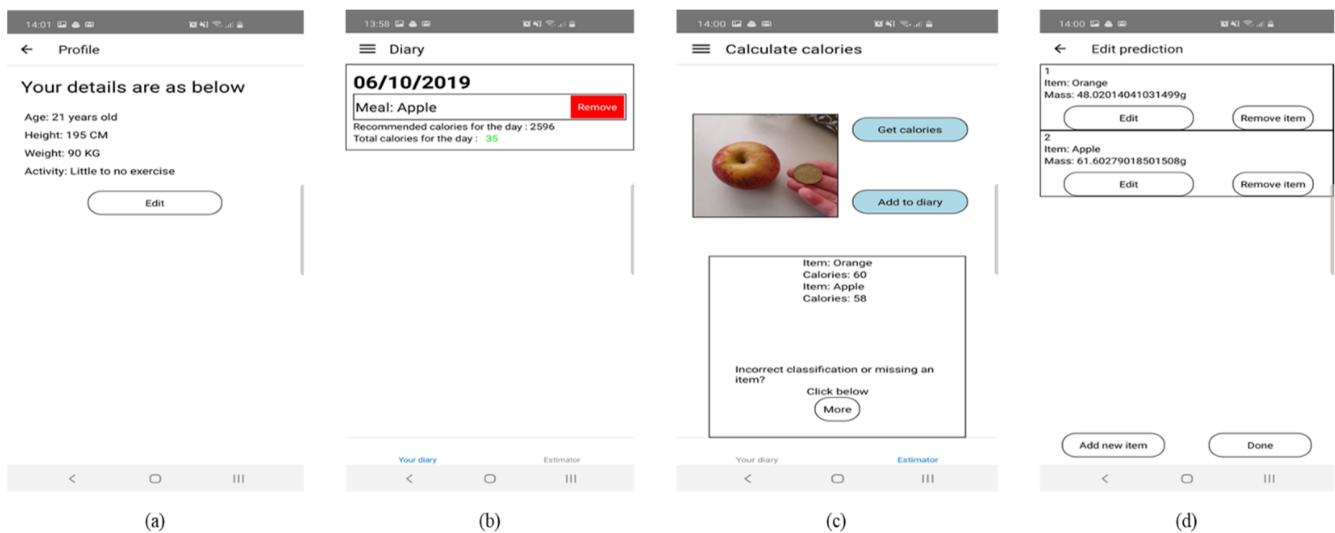 14:01
Profile
Your details are as below
Age: 21 years old
Height: 195 CM
Weight: 90 KG
Activity: Little to no exercise
Edit
(a)
13:58
Diary
06/10/2019
Meal: Apple
Remove
Recommended calories for the day : 2596
Total calories for the day : 35
Your diary
Estimator
(b)
14:00
Calculate calories
Get calories
Add to diary
Item: Orange
Calories: 60
Item: Apple
Calories: 58
Incorrect classification or missing an
item?
Click below
More
Your diary
Estimator
(c)
14:00
Edit prediction
1
Item: Orange
Mass: 48.02014041031499g
Edit
Remove item
2
Item: Apple
Mass: 61.60279018501508g
Edit
Remove item
Add new item
Done
(d)